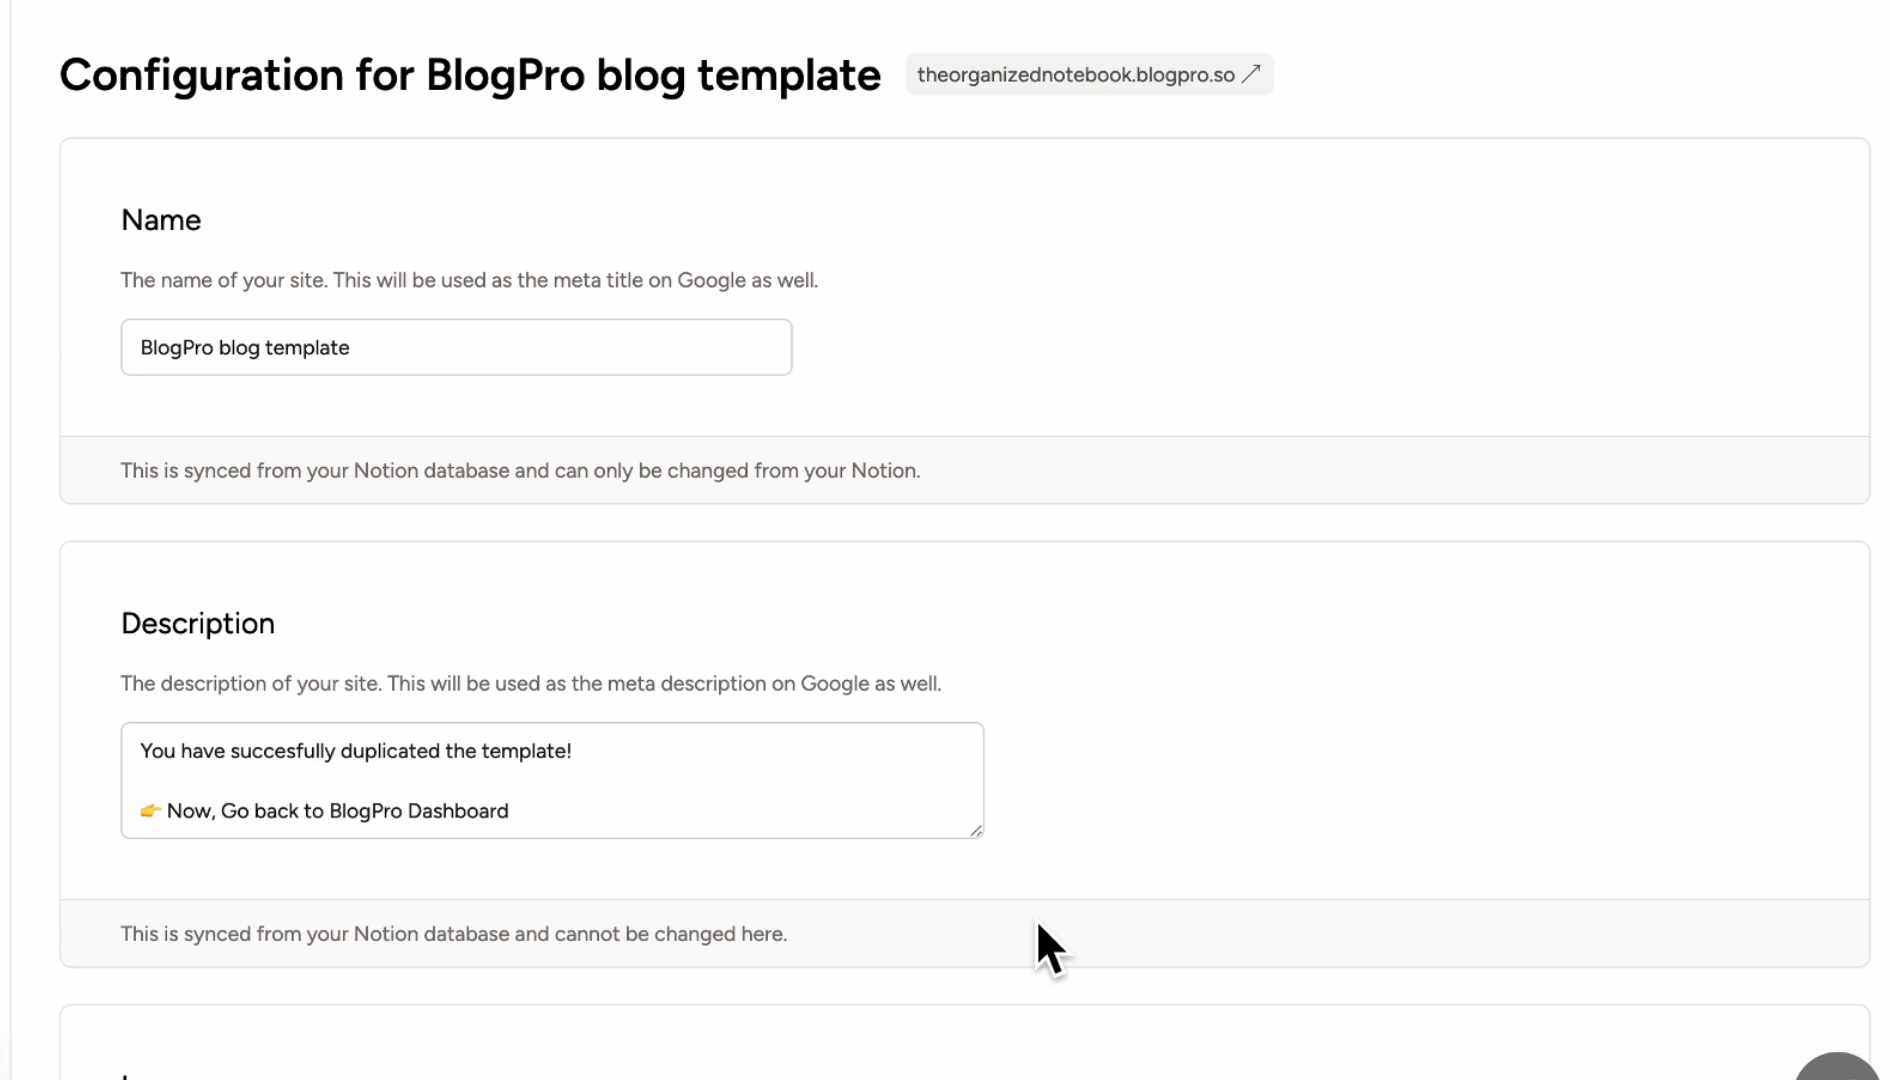 Configuration for BlogPro blog template
theorganizednotebook.blogpro.so
Name
The name of your site. This will be used as the meta title on Google as well.
BlogPro blog template
This is synced from your Notion database and can only be changed from your Notion.
Description
The description of your site. This will be used as the meta description on Google as well.
You have succesfully duplicated the template!
👉 Now, Go back to BlogPro Dashboard
This is synced from your Notion database and cannot be changed here.